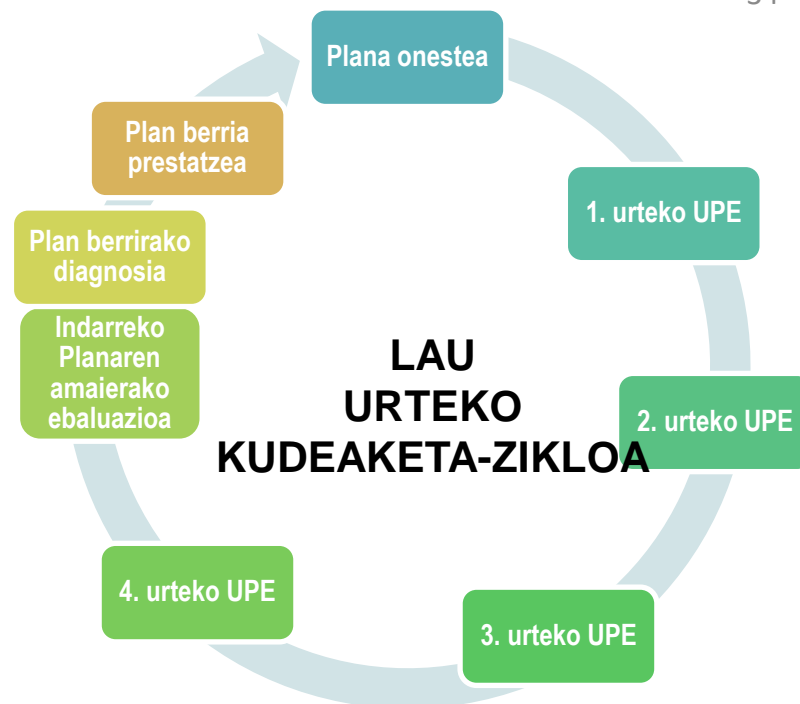 Plana onestea
1. urteko UPE
2. urteko UPE
3. urteko UPE
4. urteko UPE
Indarreko
Planaren
amaierako
ebaluazioa
Plan berrirako
diagnosia
Plan berria
prestatzea
LAU
URTEKO
KUDEAKETA-ZIKLOA